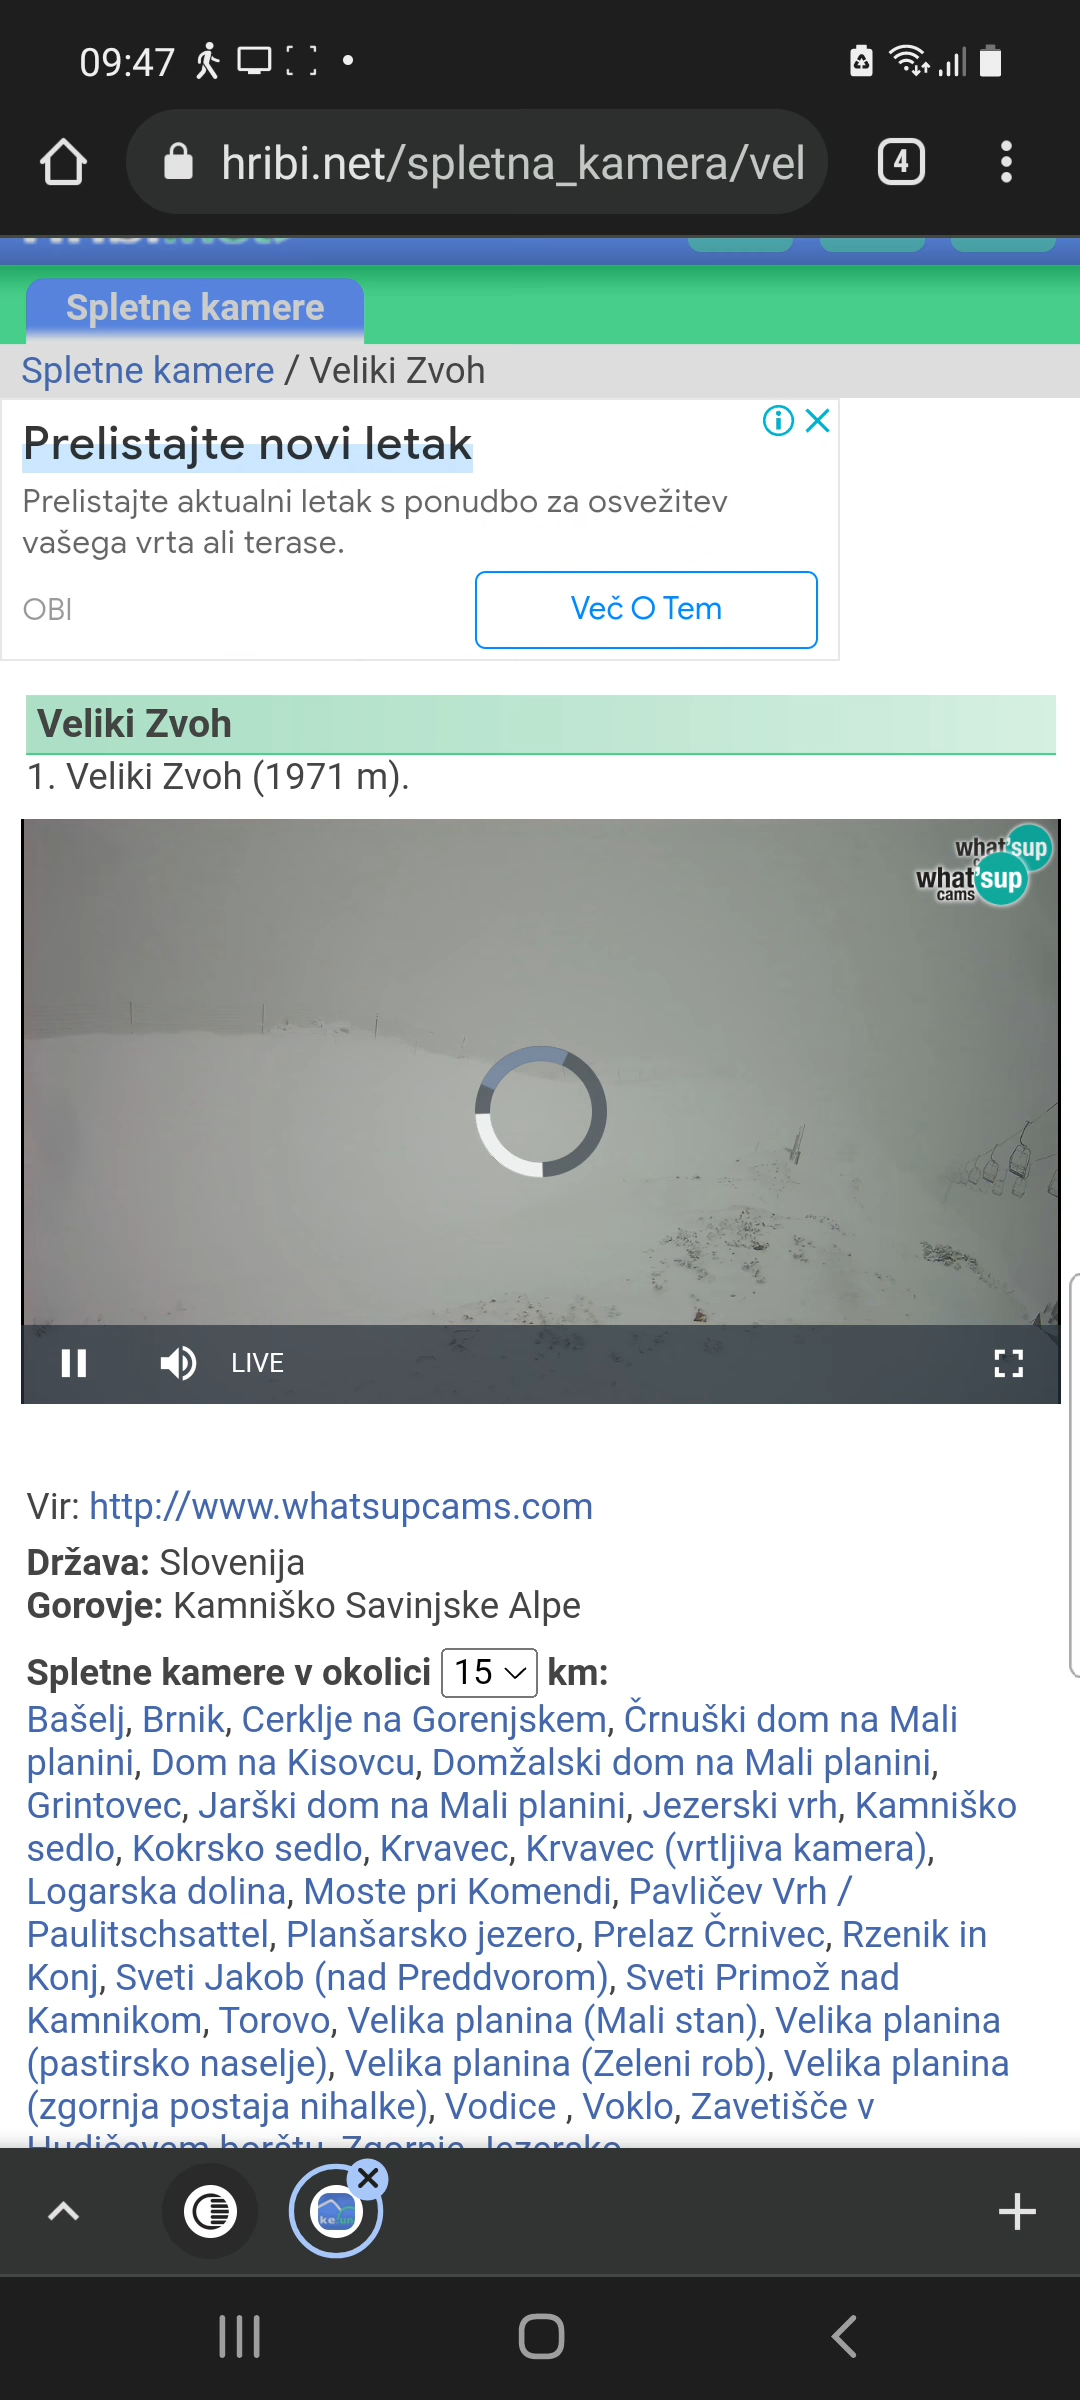 09:47
hribi.net/spletna_kamera/vel
4
Spletne kamere
Spletne kamere / Veliki Zvoh
Prelistajte novi letak
Prelistajte aktualni letak s ponudbo za osvežitev
vašega vrta ali terase.
OBI
Več O Tem
Veliki Zvoh
1. Veliki Zvoh (1971 m).
what'sup
what'sup
cams
LIVE
Vir: http://www.whatsupcams.com
Država: Slovenija
Gorovje: Kamniško Savinjske Alpe
Spletne kamere v okolici 15 km:
Bašelj, Brnik, Cerklje na Gorenjskem, Črnuški dom na Mali
planini, Dom na Kisovcu, Domžalski dom na Mali planini,
Grintovec, Jarški dom na Mali planini, Jezerski vrh, Kamniško
sedlo, Kokrsko sedlo, Krvavec, Krvavec (vrtljiva kamera),
Logarska dolina, Moste pri Komendi, Pavličev Vrh /
Paulitschsattel, Planšarsko jezero, Prelaz Črnivec, Rzenik in
Konj, Sveti Jakob (nad Preddvorom), Sveti Primož nad
Kamnikom, Torovo, Velika planina (Mali stan), Velika planina
(pastirsko naselje), Velika planina (Zeleni rob), Velika planina
(zgornja postaja nihalke), Vodice , Voklo, Zavetišče v
Hudičevem borštu, Zgornje Jezersko